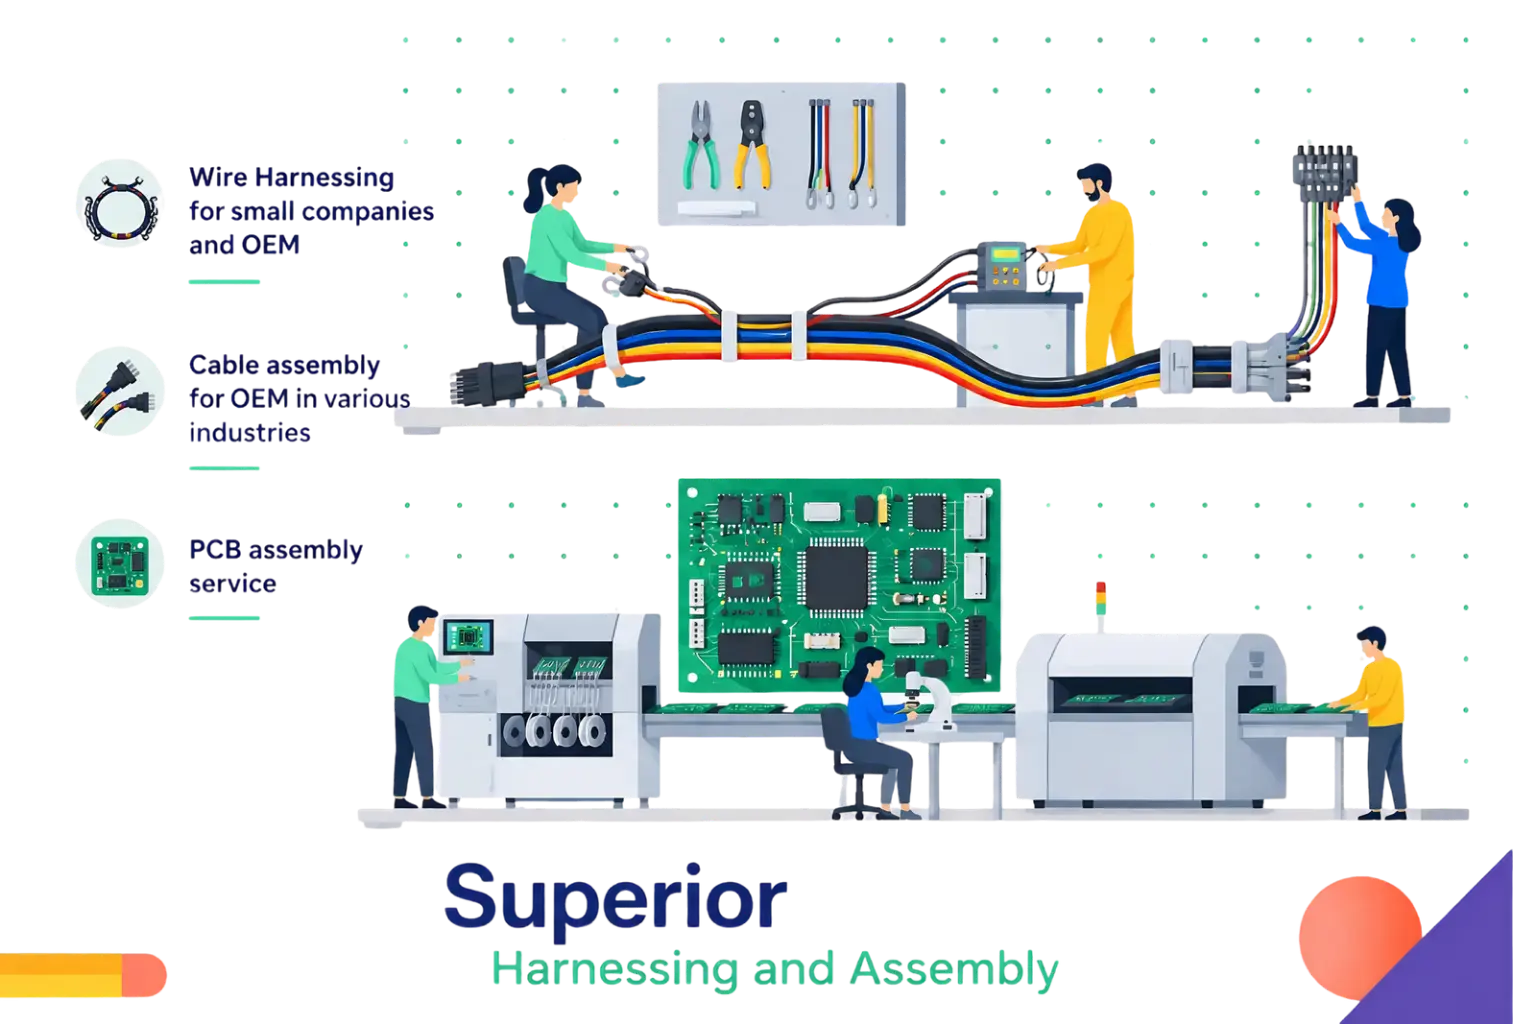 Wire Harnessing
for small companies
and OEM
Cable assembly
for OEM in various
industries
PCB assembly
service
Superior
Harnessing and Assembly